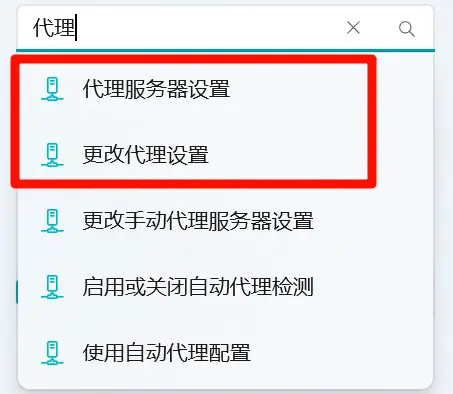 代理
代理服务器设置
更改代理设置
更改手动代理服务器设置
启用或关闭自动代理检测
使用自动代理配置